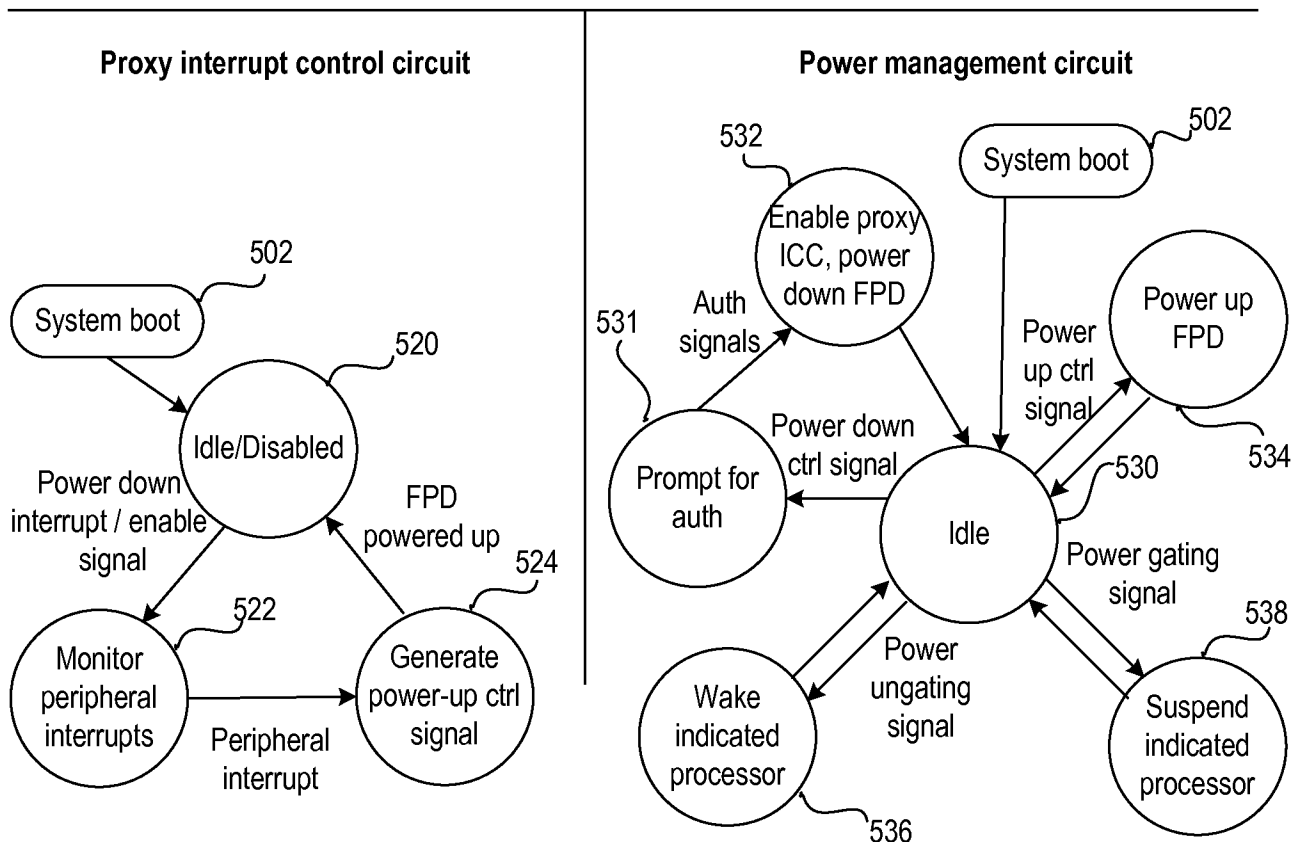 Proxy interrupt control circuit
502
System boot
520
Idle/Disabled
Power down
interrupt / enable
signal
FPD
powered up
522
524
Monitor
peripheral
interrupts
Peripheral
interrupt
Generate
power-up ctrl
signal
Power management circuit
532
502
System boot
Enable proxy
ICC, power
down FPD
531
Auth
signals
Power up
FPD
Power
up ctrl
signal
534
Prompt for
auth
Power down
ctrl signal
530
Idle
Power gating
signal
538
Power
ungating
signal
Wake
indicated
processor
536
Suspend
indicated
processor